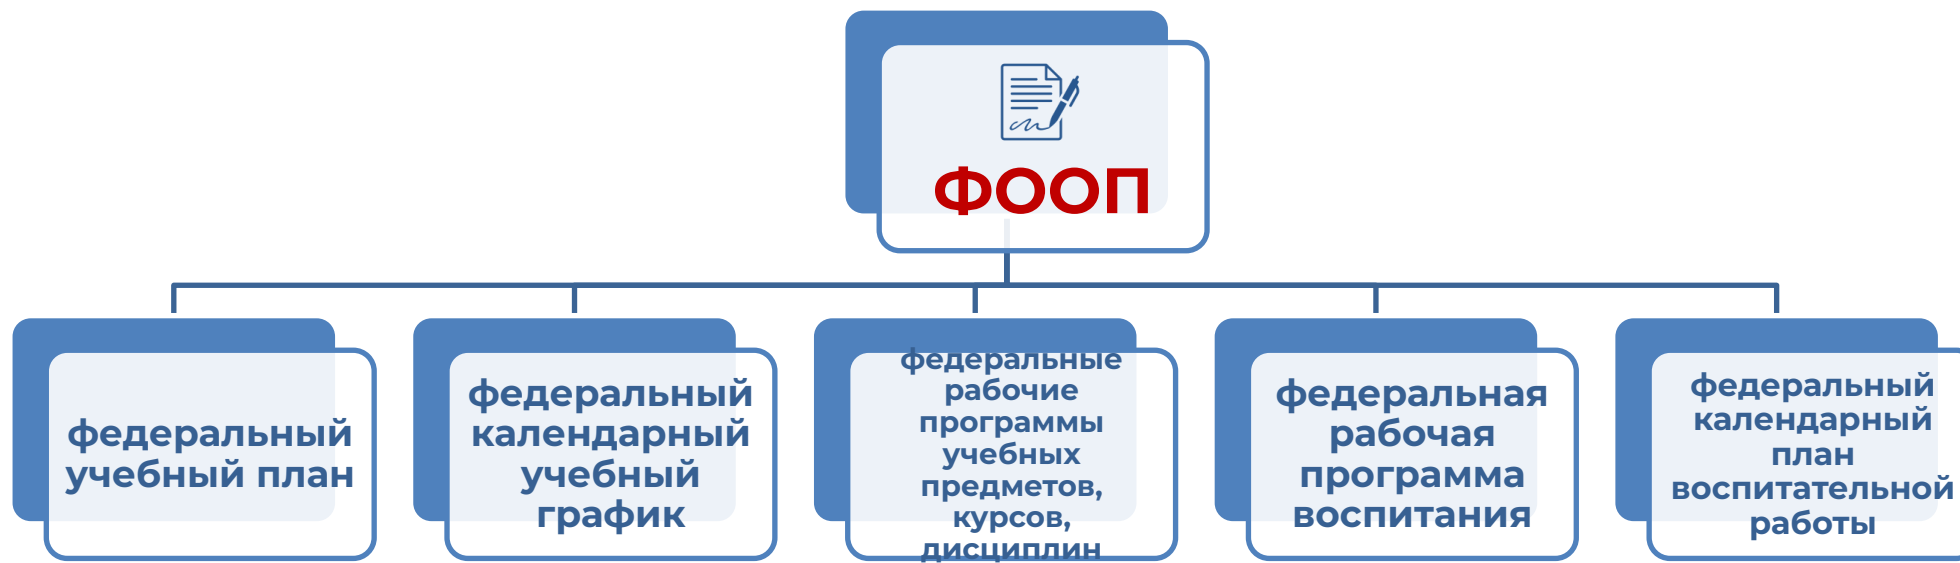 ФООП
федеральный
учебный план
федеральный
календарный
учебный
график
федеральные
рабочие
программы
учебных
предметов,
курсов,
дисциплин
федеральная
рабочая
программа
воспитания
федеральный
календарный
план
воспитательной
работы